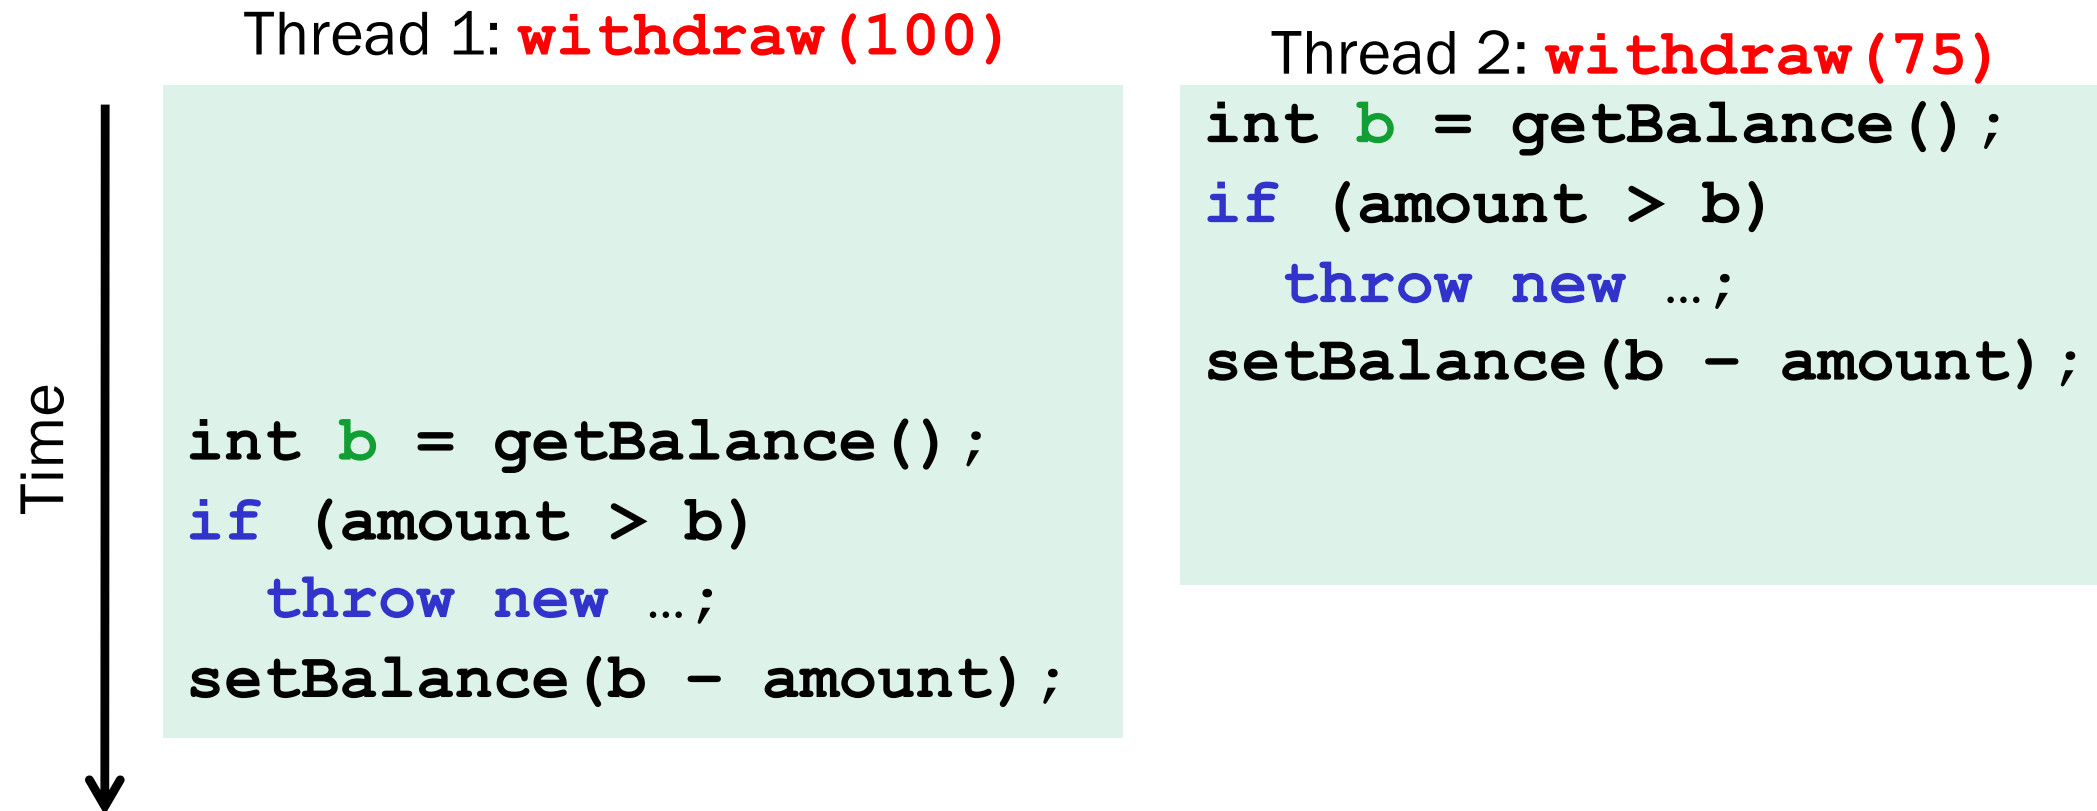 Thread 1: withdraw(100)
Thread 2: withdraw(75)
Time
int b = getBalance();
if (amount > b)
throw new …;
setBalance(b – amount);
int b = getBalance();
if (amount > b)
throw new …;
setBalance(b – amount);